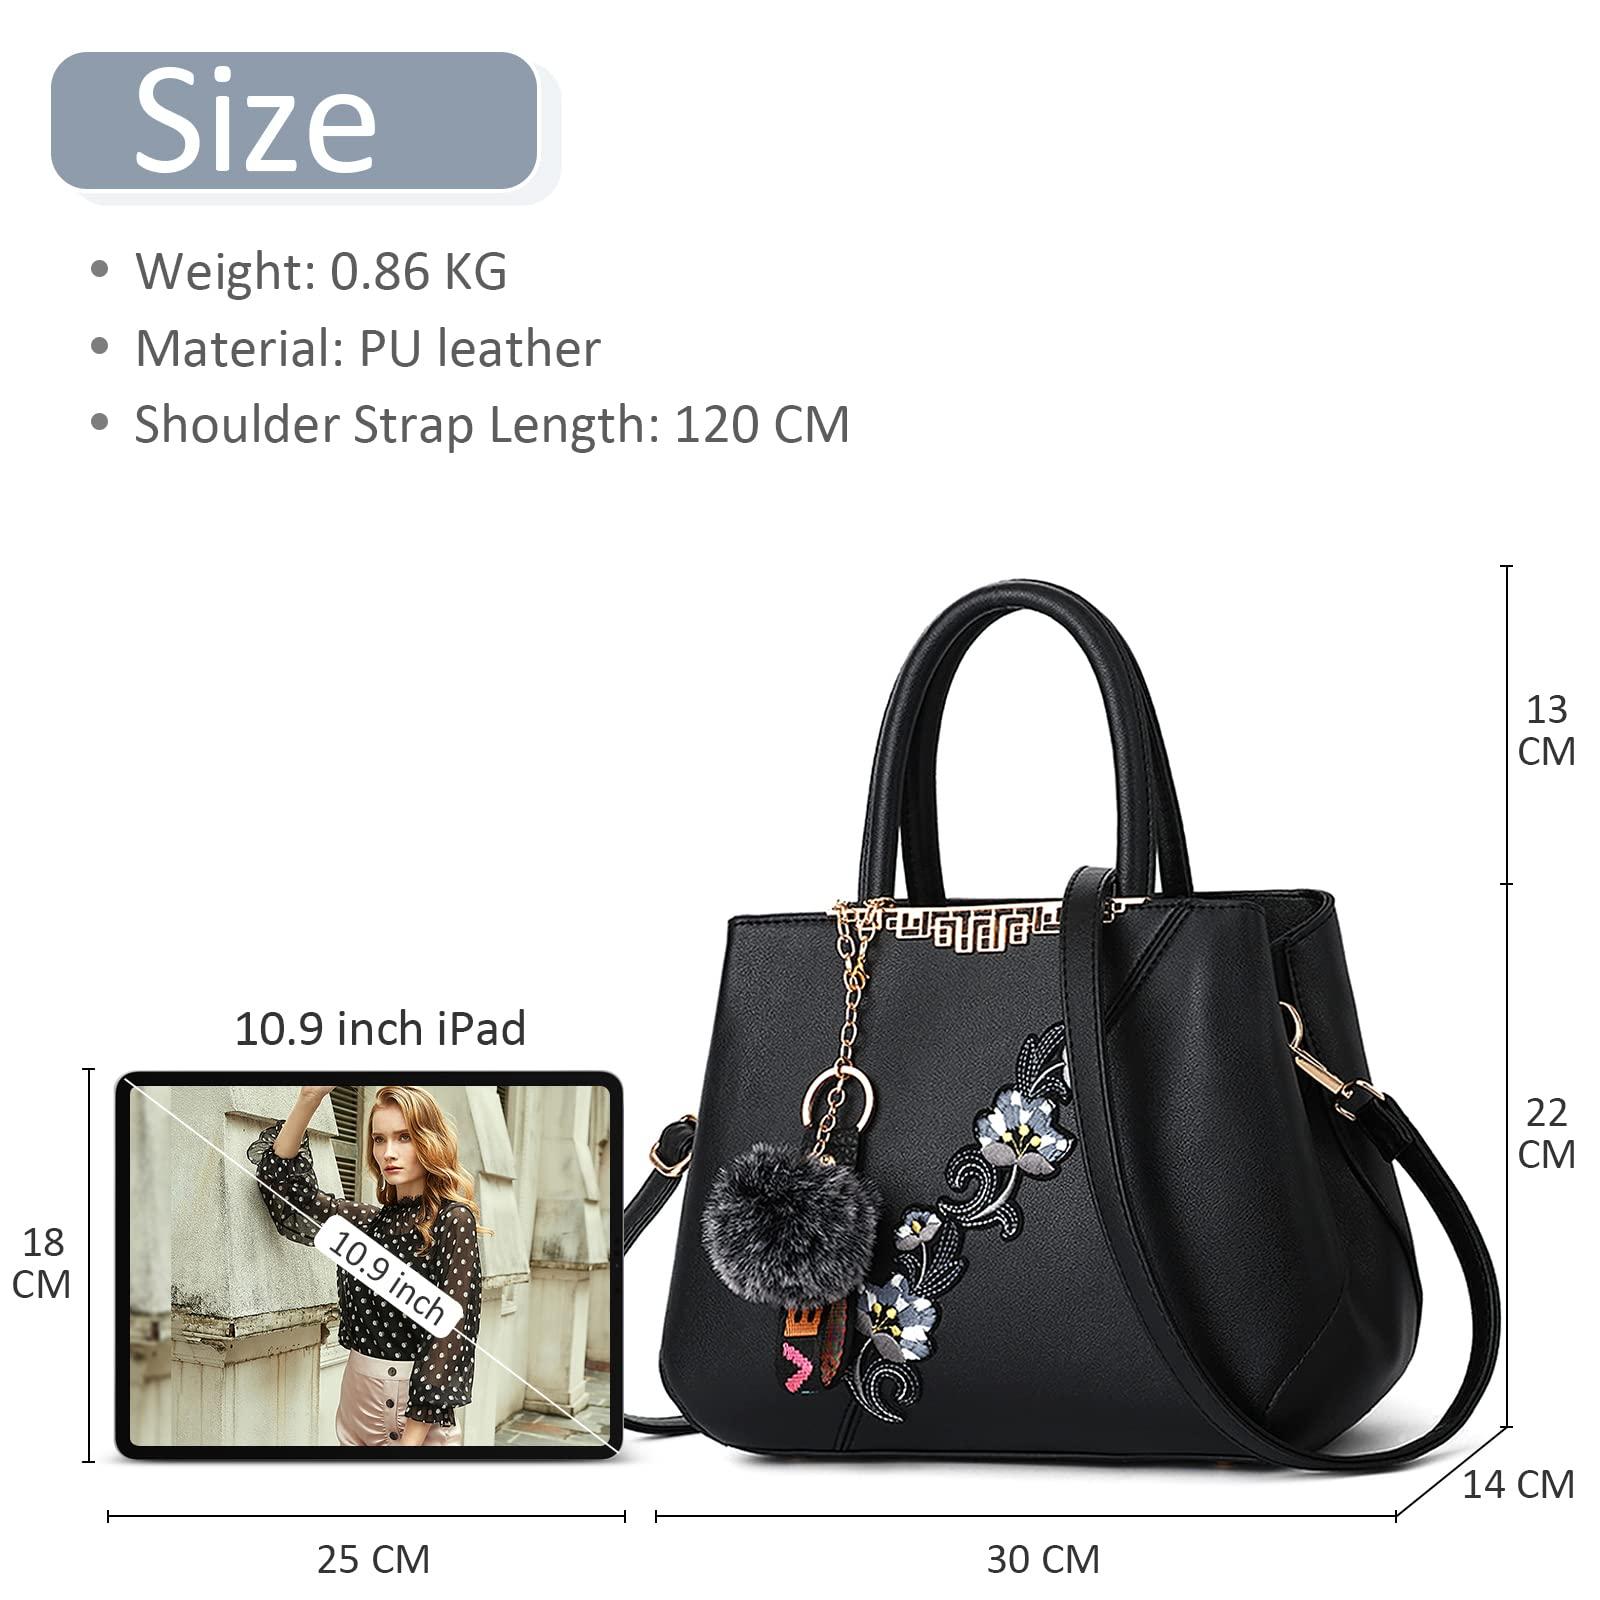 Size
Weight: 0.86 KG
Material: PU leather
Shoulder Strap Length: 120 CM
13
CM
22
CM
14 CM
30 CM
10.9 inch iPad
10.9 inch
18
CM
25 CM